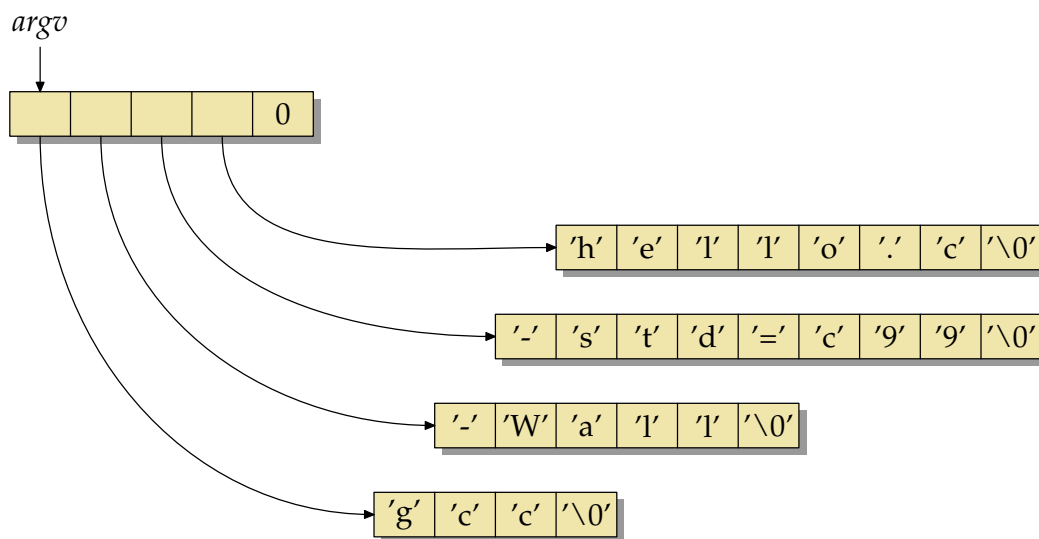 argv
0
'h' 'e' 'l' 'l' 'o' '.' 'c' '\0'
'-' 's' 't' 'd' '=' 'c' '9' '9' '\0'
'-' 'W' 'a' 'l' 'l' '\0'
'g' 'c' 'c' '\0'